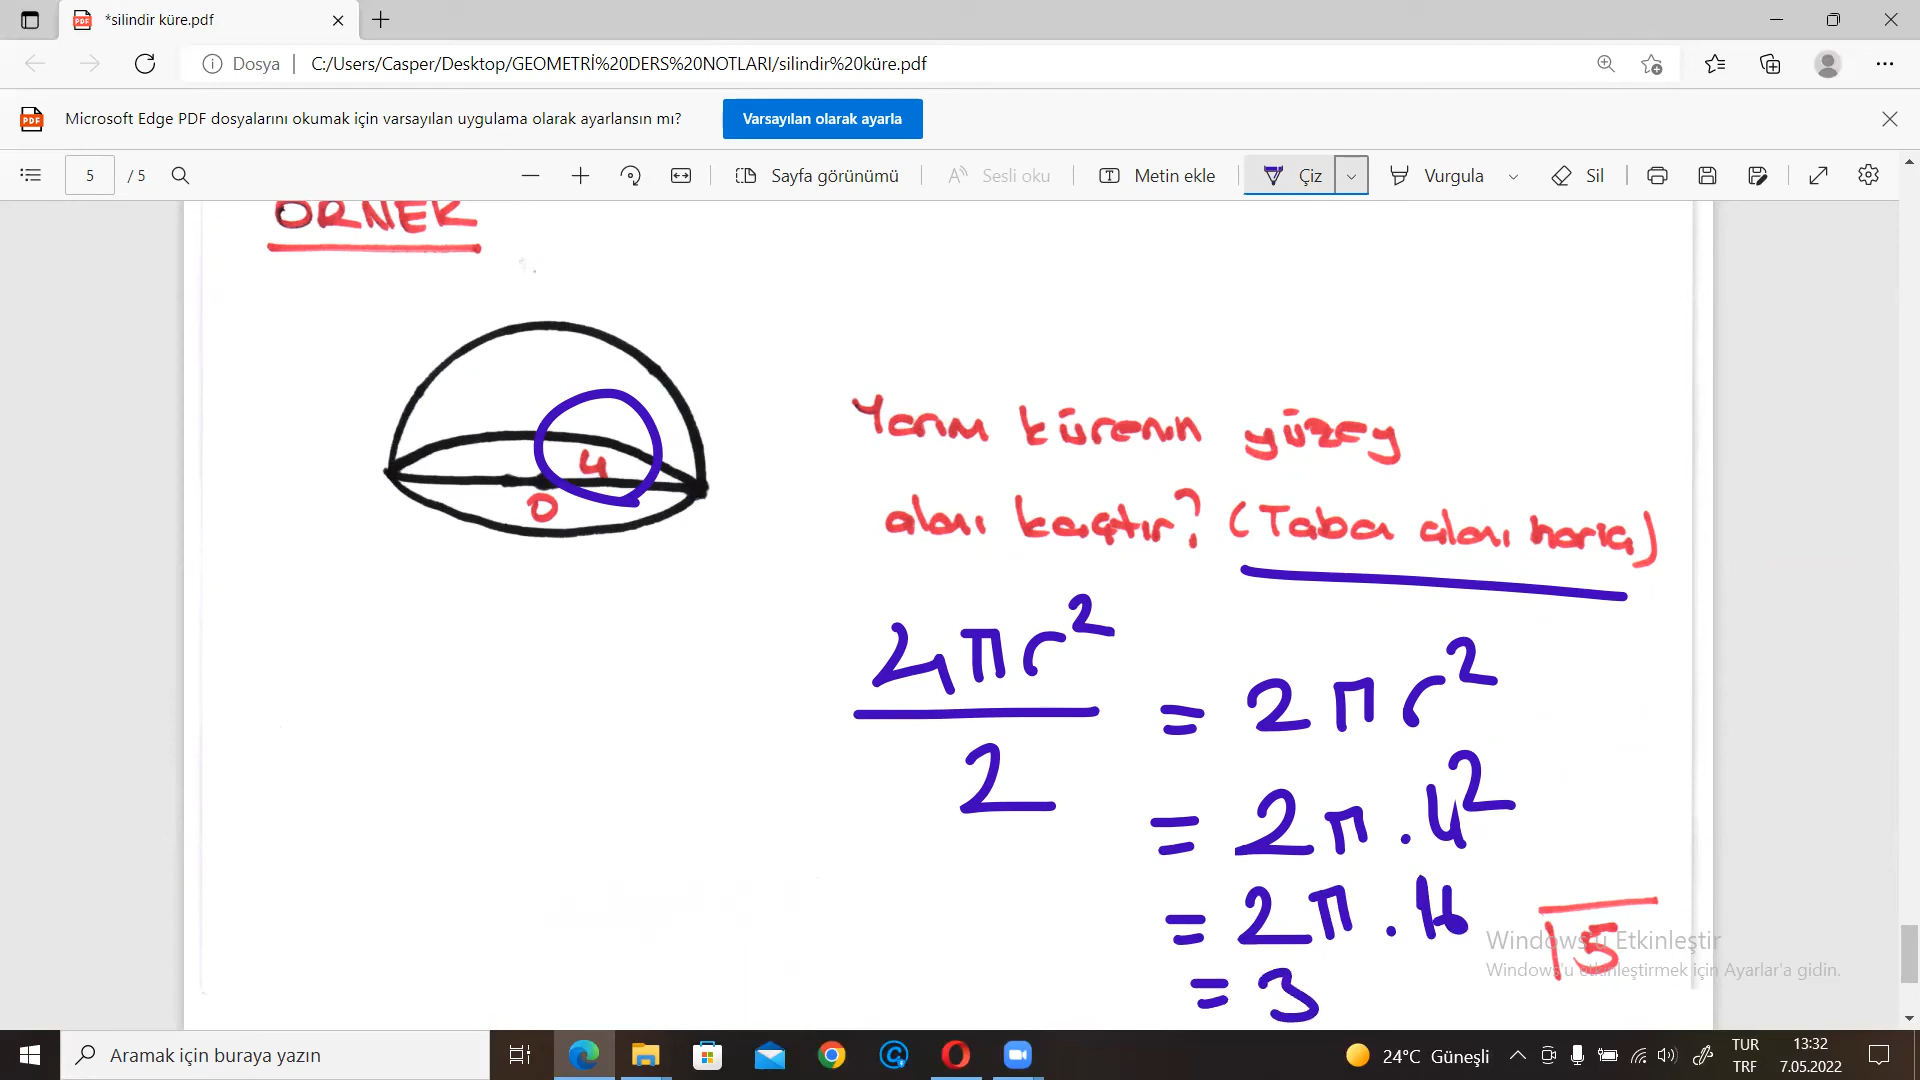 *silindir küre.pdf
Dosya
C:/Users/Casper/Desktop/GEOMETRİ%20DERS%20NOTLARI/silindir%20küre.pdf
Microsoft Edge PDF dosyalarını okumak için varsayılan uygulama olarak ayarlansın mı?
Varsayılan olarak ayarla
5 / 5
Sayfa görünümü
Sesli oku
Metin ekle
Çiz
Vurgula
Sil
ÖRNEK
4
O
Yarım kürenin yüzey
alanı kaçtır? (Taban alanı hariç)
4πr²
2
= 2πr²
= 2π.4²
= 2π.16
= 3
15
Windows'u Etkinleştir
Windows'u etkinleştirmek için Ayarlar'a gidin.
Aramak için buraya yazın
24°C Güneşli
TUR
TRF
13:32
7.05.2022